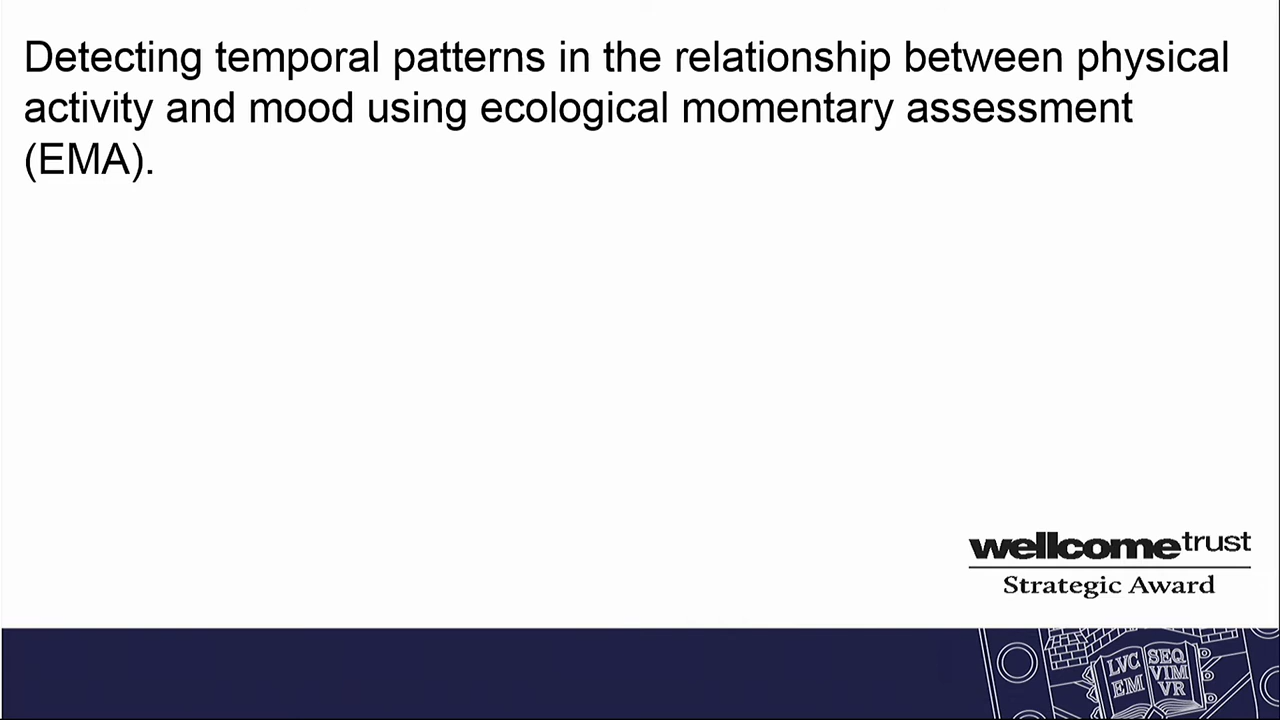 Detecting temporal patterns in the relationship between physical
activity and mood using ecological momentary assessment
(EMA).
wellcometrust
Strategic Award
LVC SEQ
EM VIM
VR